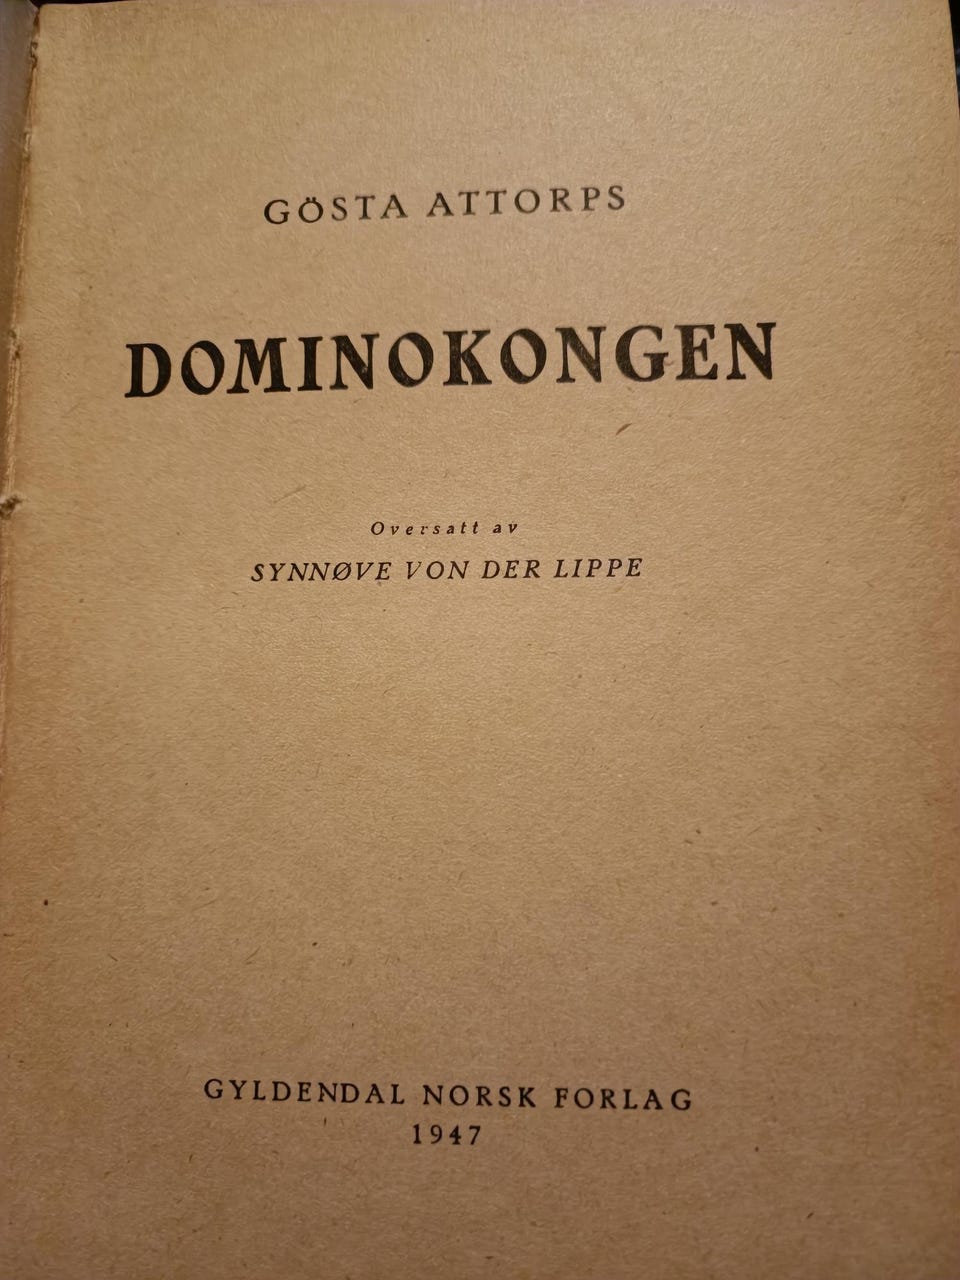 GÖSTA ATTORPS
DOMINOKONGEN
Oversatt av
SYNNØVE VON DER LIPPE
GYLDENDAL NORSK FORLAG
1947